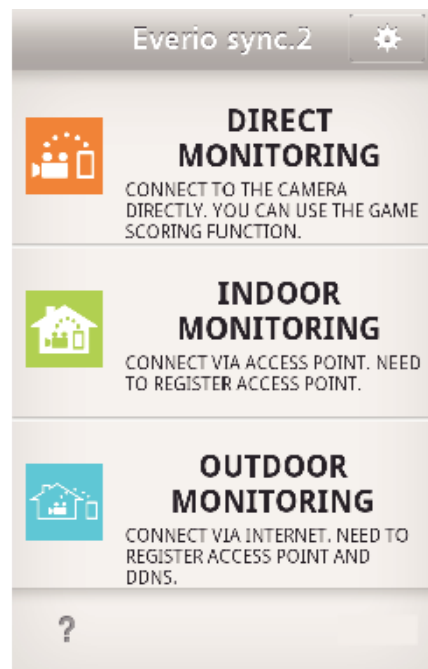 Everio sync.2
DIRECT
MONITORING
CONNECT TO THE CAMERA
DIRECTLY. YOU CAN USE THE GAME
SCORING FUNCTION.
INDOOR
MONITORING
CONNECT VIA ACCESS POINT. NEED
TO REGISTER ACCESS POINT.
OUTDOOR
MONITORING
CONNECT VIA INTERNET. NEED TO
REGISTER ACCESS POINT AND
DDNS.
?